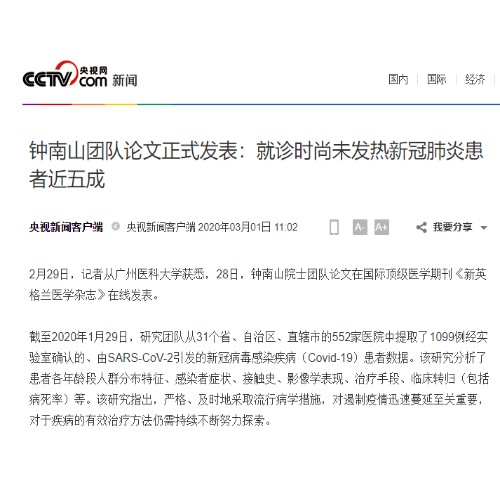 CCTV 央视网
com 新闻
国内 国际 经济
钟南山团队论文正式发表：就诊时尚未发热新冠肺炎患
者近五成
央视新闻客户端 央视新闻客户端 2020年03月01日 11:02 A- A+ 我要分享
2月29日，记者从广州医科大学获悉，28日，钟南山院士团队论文在国际顶级医学期刊《新英
格兰医学杂志》在线发表。
截至2020年1月29日，研究团队从31个省、自治区、直辖市的552家医院中提取了1099例经实
验室确认的、由SARS-CoV-2引发的新冠病毒感染疾病（Covid-19）患者数据。该研究分析了
患者各年龄段人群分布特征、感染者症状、接触史、影像学表现、治疗手段、临床转归（包括
病死率）等。该研究指出，严格、及时地采取流行病学措施，对遏制疫情迅速蔓延至关重要，
对于疾病的有效治疗方法仍需持续不断努力探索。